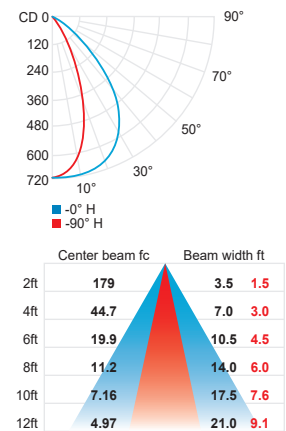 CD 0
90°
120
240
70°
360
480
50°
600
30°
720
10°
-0° H
-90° H
Center beam fc Beam width ft
2ft 179 3.5 1.5
4ft 44.7 7.0 3.0
6ft 19.9 10.5 4.5
8ft 11.2 14.0 6.0
10ft 7.16 17.5 7.6
12ft 4.97 21.0 9.1